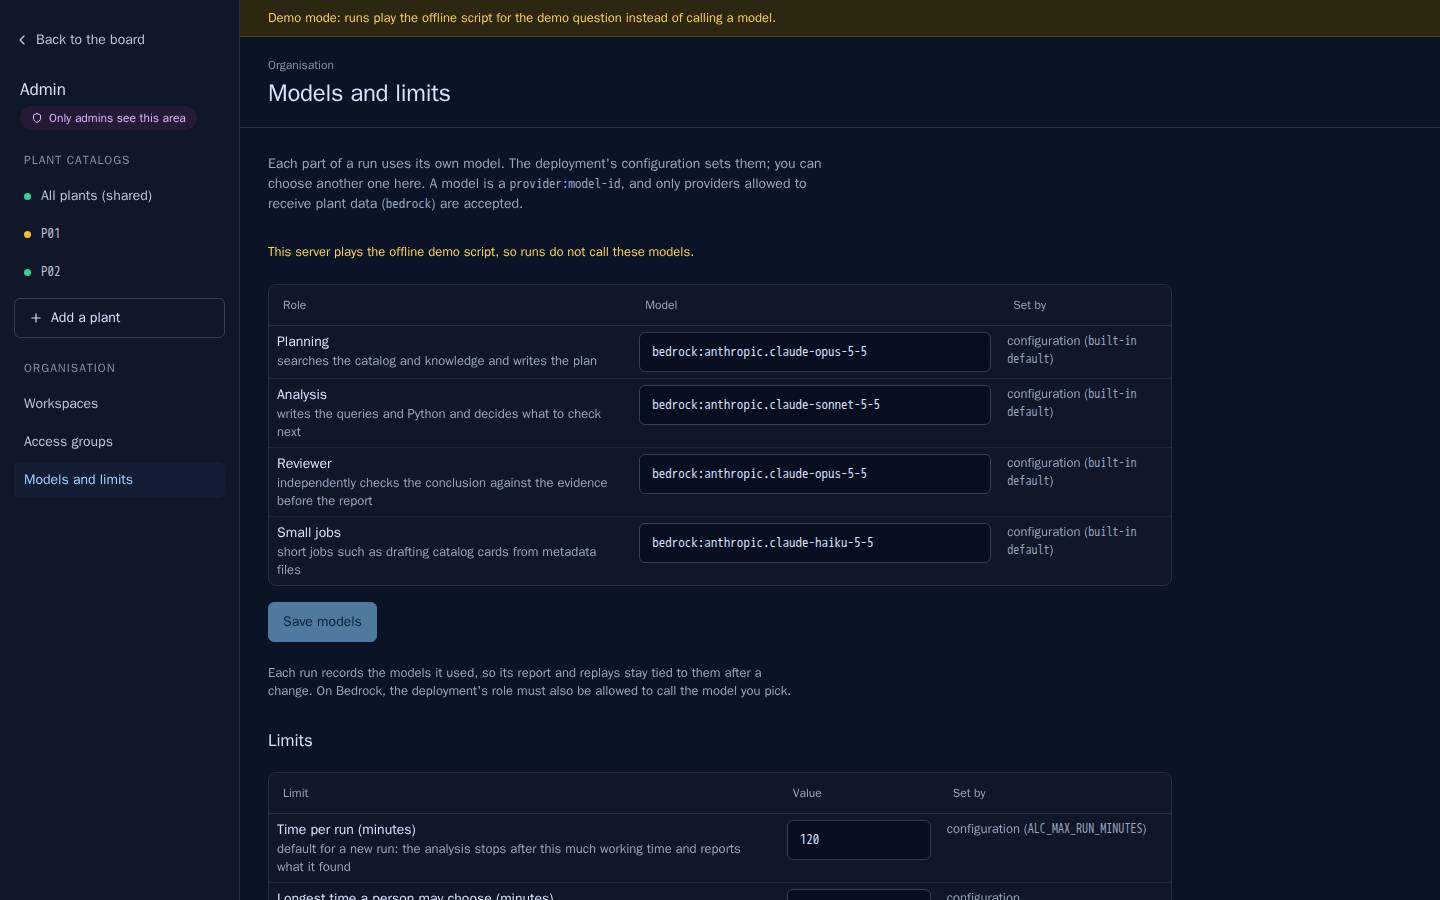 Demo mode: runs play the offline script for the demo question instead of calling a model.
Back to the board
Admin
Only admins see this area
PLANT CATALOGS
All plants (shared)
P01
P02
Add a plant
ORGANISATION
Workspaces
Access groups
Models and limits
Organisation
Models and limits
Each part of a run uses its own model. The deployment's configuration sets them; you can
choose another one here. A model is a provider:model-id, and only providers allowed to
receive plant data (bedrock) are accepted.
This server plays the offline demo script, so runs do not call these models.
Role Model Set by
Planning
searches the catalog and knowledge and writes the plan
bedrock:anthropic.claude-opus-5-5
configuration (built-in
default)
Analysis
writes the queries and Python and decides what to check
next
bedrock:anthropic.claude-sonnet-5-5
configuration (built-in
default)
Reviewer
independently checks the conclusion against the evidence
before the report
bedrock:anthropic.claude-opus-5-5
configuration (built-in
default)
Small jobs
short jobs such as drafting catalog cards from metadata
files
bedrock:anthropic.claude-haiku-5-5
configuration (built-in
default)
Save models
Each run records the models it used, so its report and replays stay tied to them after a
change. On Bedrock, the deployment's role must also be allowed to call the model you pick.
Limits
Limit Value Set by
Time per run (minutes)
default for a new run: the analysis stops after this much working time and reports
what it found
120
configuration (ALC_MAX_RUN_MINUTES)
Longest time a person may choose (minutes)
configuration